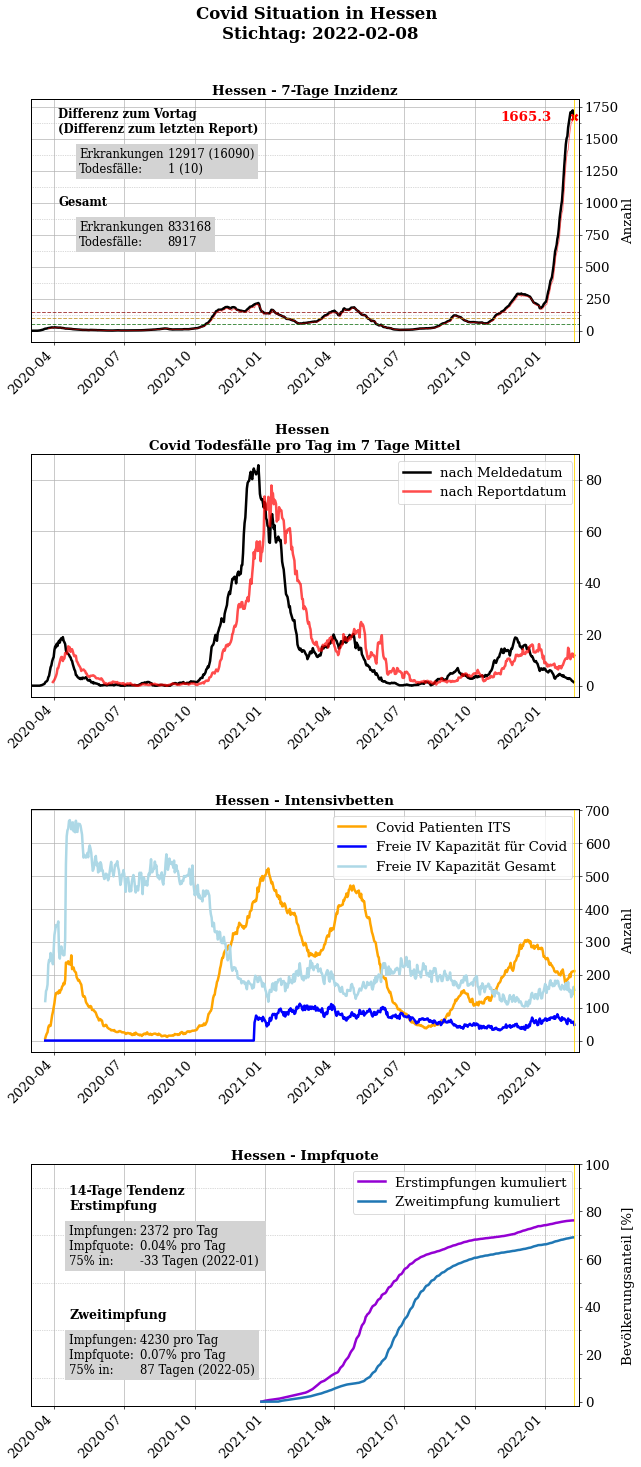 Covid Situation in Hessen
Stichtag: 2022-02-08
Hessen - 7-Tage Inzidenz
Differenz zum Vortag
(Differenz zum letzten Report)
Erkrankungen 12917 (16090)
Todesfälle: 1 (10)
Gesamt
Erkrankungen 833168
Todesfälle: 8917
1665.3
1750
1500
1250
1000
750
500
250
0
Anzahl
2020-04
2020-07
2020-10
2021-01
2021-04
2021-07
2021-10
2022-01
Hessen
Covid Todesfälle pro Tag im 7 Tage Mittel
nach Meldedatum
nach Reportdatum
80
60
40
20
0
2020-04
2020-07
2020-10
2021-01
2021-04
2021-07
2021-10
2022-01
Hessen - Intensivbetten
Covid Patienten ITS
Freie IV Kapazität für Covid
Freie IV Kapazität Gesamt
700
600
500
400
300
200
100
0
Anzahl
2020-04
2020-07
2020-10
2021-01
2021-04
2021-07
2021-10
2022-01
Hessen - Impfquote
14-Tage Tendenz
Erstimpfung
Impfungen: 2372 pro Tag
Impfquote: 0.04% pro Tag
75% in: -33 Tagen (2022-01)
Zweitimpfung
Impfungen: 4230 pro Tag
Impfquote: 0.07% pro Tag
75% in: 87 Tagen (2022-05)
Erstimpfungen kumuliert
Zweitimpfung kumuliert
100
80
60
40
20
0
Bevölkerungsanteil [%]
2020-04
2020-07
2020-10
2021-01
2021-04
2021-07
2021-10
2022-01